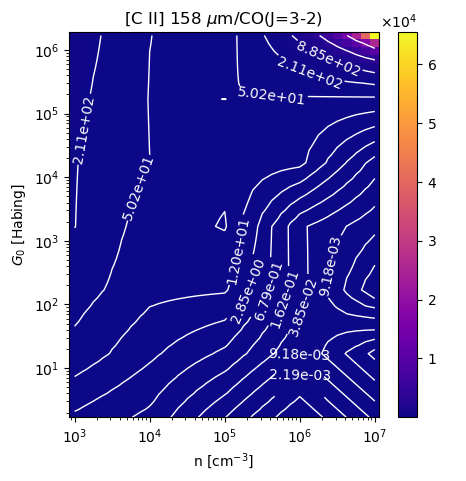 [C II] 158 μm/CO(J=3-2)
×10⁴
8.85e+02
2.11e+02
5.02e+01
2.11e+02
5.02e+01
1.20e+01
2.85e+00
6.79e-01
1.62e-01
3.85e-02
9.18e-03
9.18e-03
2.19e-03
10⁶
10⁵
10⁴
10³
10²
10¹
G₀ [Habing]
10³ 10⁴ 10⁵ 10⁶ 10⁷
n [cm⁻³]
6
5
4
3
2
1